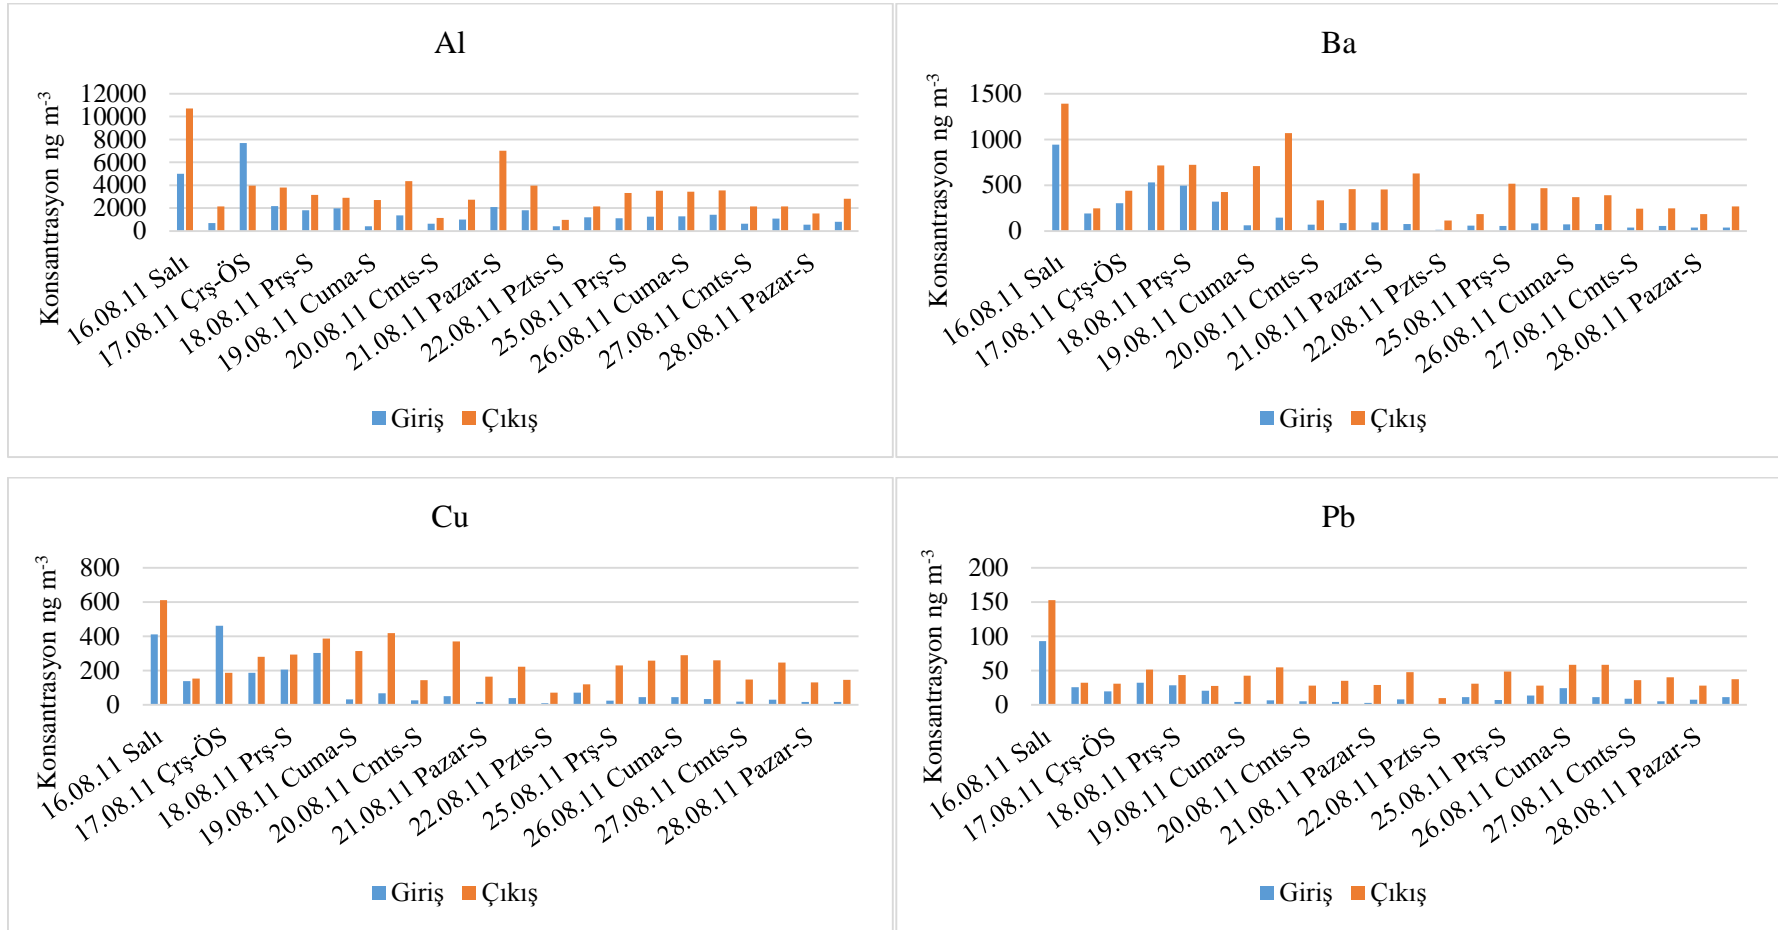 Al
Konsantrasyon ng m⁻³
12000
10000
8000
6000
4000
2000
0
16.08.11 Salı
17.08.11 Çrş-ÖS
18.08.11 Prş-S
19.08.11 Cuma-S
20.08.11 Cmts-S
21.08.11 Pazar-S
22.08.11 Pzts-S
25.08.11 Prş-S
26.08.11 Cuma-S
27.08.11 Cmts-S
28.08.11 Pazar-S
Giriş Çıkış
Ba
Konsantrasyon ng m⁻³
1500
1000
500
0
16.08.11 Salı
17.08.11 Çrş-ÖS
18.08.11 Prş-S
19.08.11 Cuma-S
20.08.11 Cmts-S
21.08.11 Pazar-S
22.08.11 Pzts-S
25.08.11 Prş-S
26.08.11 Cuma-S
27.08.11 Cmts-S
28.08.11 Pazar-S
Giriş Çıkış
Cu
Konsantrasyon ng m⁻³
800
600
400
200
0
16.08.11 Salı
17.08.11 Çrş-ÖS
18.08.11 Prş-S
19.08.11 Cuma-S
20.08.11 Cmts-S
21.08.11 Pazar-S
22.08.11 Pzts-S
25.08.11 Prş-S
26.08.11 Cuma-S
27.08.11 Cmts-S
28.08.11 Pazar-S
Giriş Çıkış
Pb
Konsantrasyon ng m⁻³
200
150
100
50
0
16.08.11 Salı
17.08.11 Çrş-ÖS
18.08.11 Prş-S
19.08.11 Cuma-S
20.08.11 Cmts-S
21.08.11 Pazar-S
22.08.11 Pzts-S
25.08.11 Prş-S
26.08.11 Cuma-S
27.08.11 Cmts-S
28.08.11 Pazar-S
Giriş Çıkış